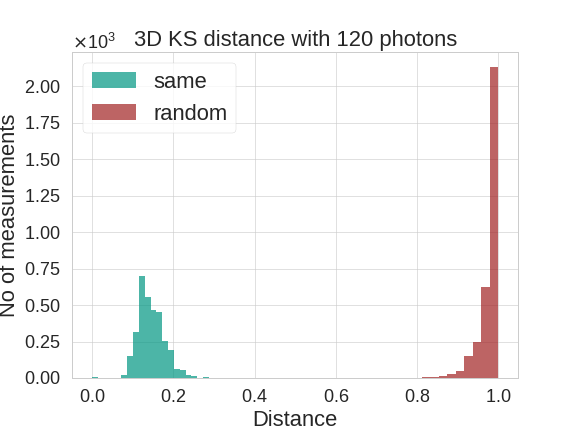 ×10³ 3D KS distance with 120 photons
same
random
No of measurements
2.00
1.75
1.50
1.25
1.00
0.75
0.50
0.25
0.00
0.0 0.2 0.4 0.6 0.8 1.0
Distance